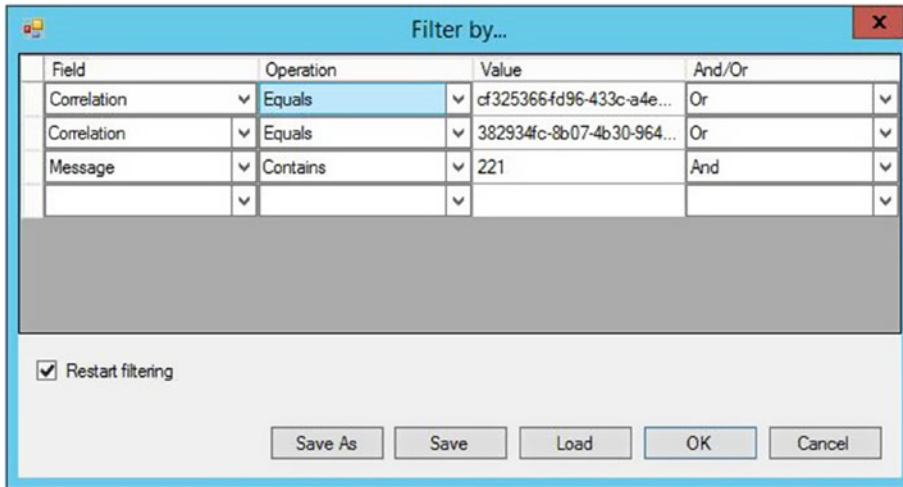 Filter by...
Field Operation Value And/Or
Correlation Equals cf325366-fd96-433c-a4e... Or
Correlation Equals 382934fc-8b07-4b30-964... Or
Message Contains 221 And
Restart filtering
Save As Save Load OK Cancel